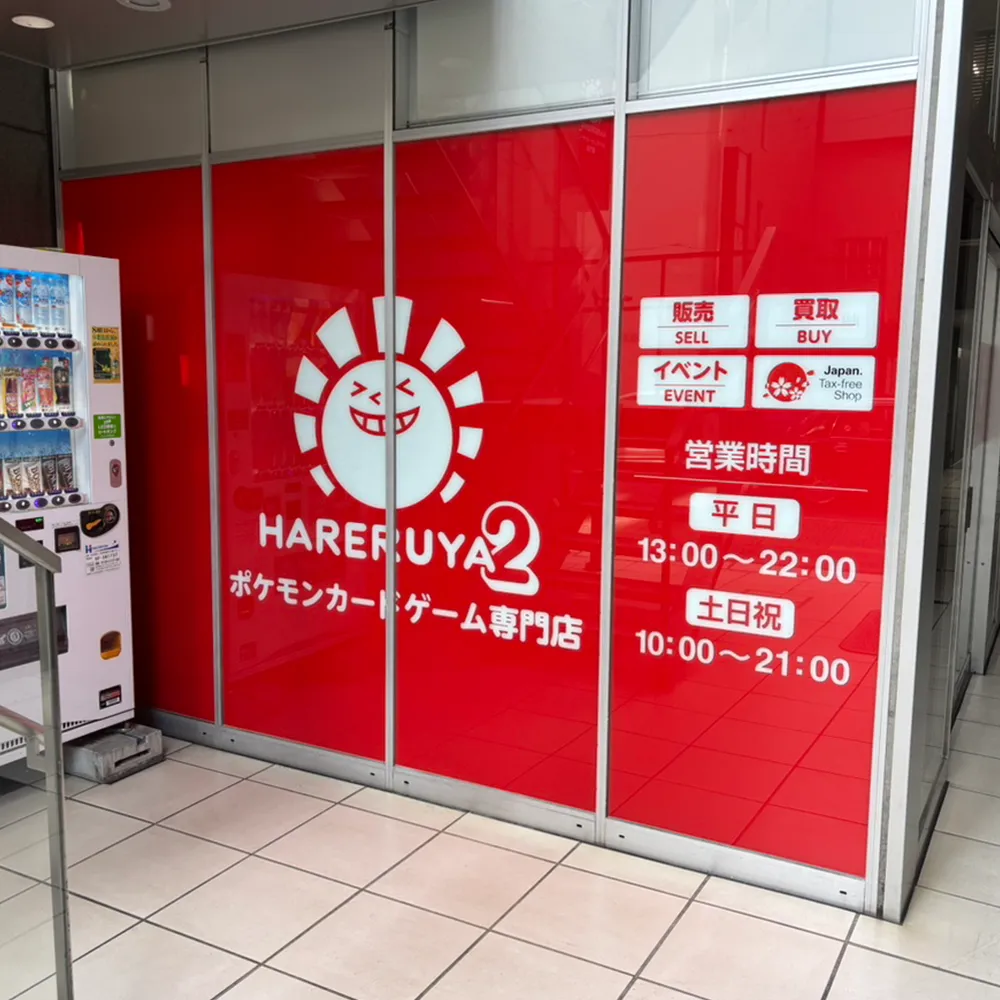 HARERUYA2
ポケモンカードゲーム専門店
販売
SELL
買取
BUY
イベント
EVENT
Japan.
Tax-free
Shop
営業時間
平日
13:00～22:00
土日祝
10:00～21:00